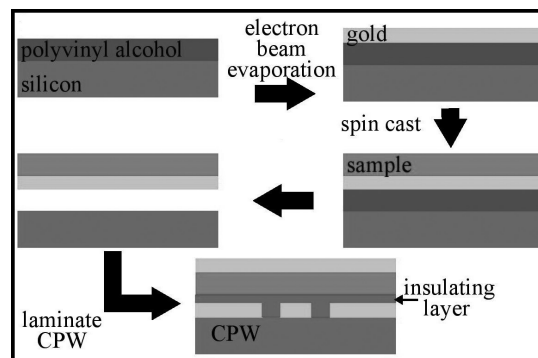 polyvinyl alcohol
silicon
electron
beam
evaporation
gold
spin cast
sample
laminate
CPW
CPW
insulating
layer